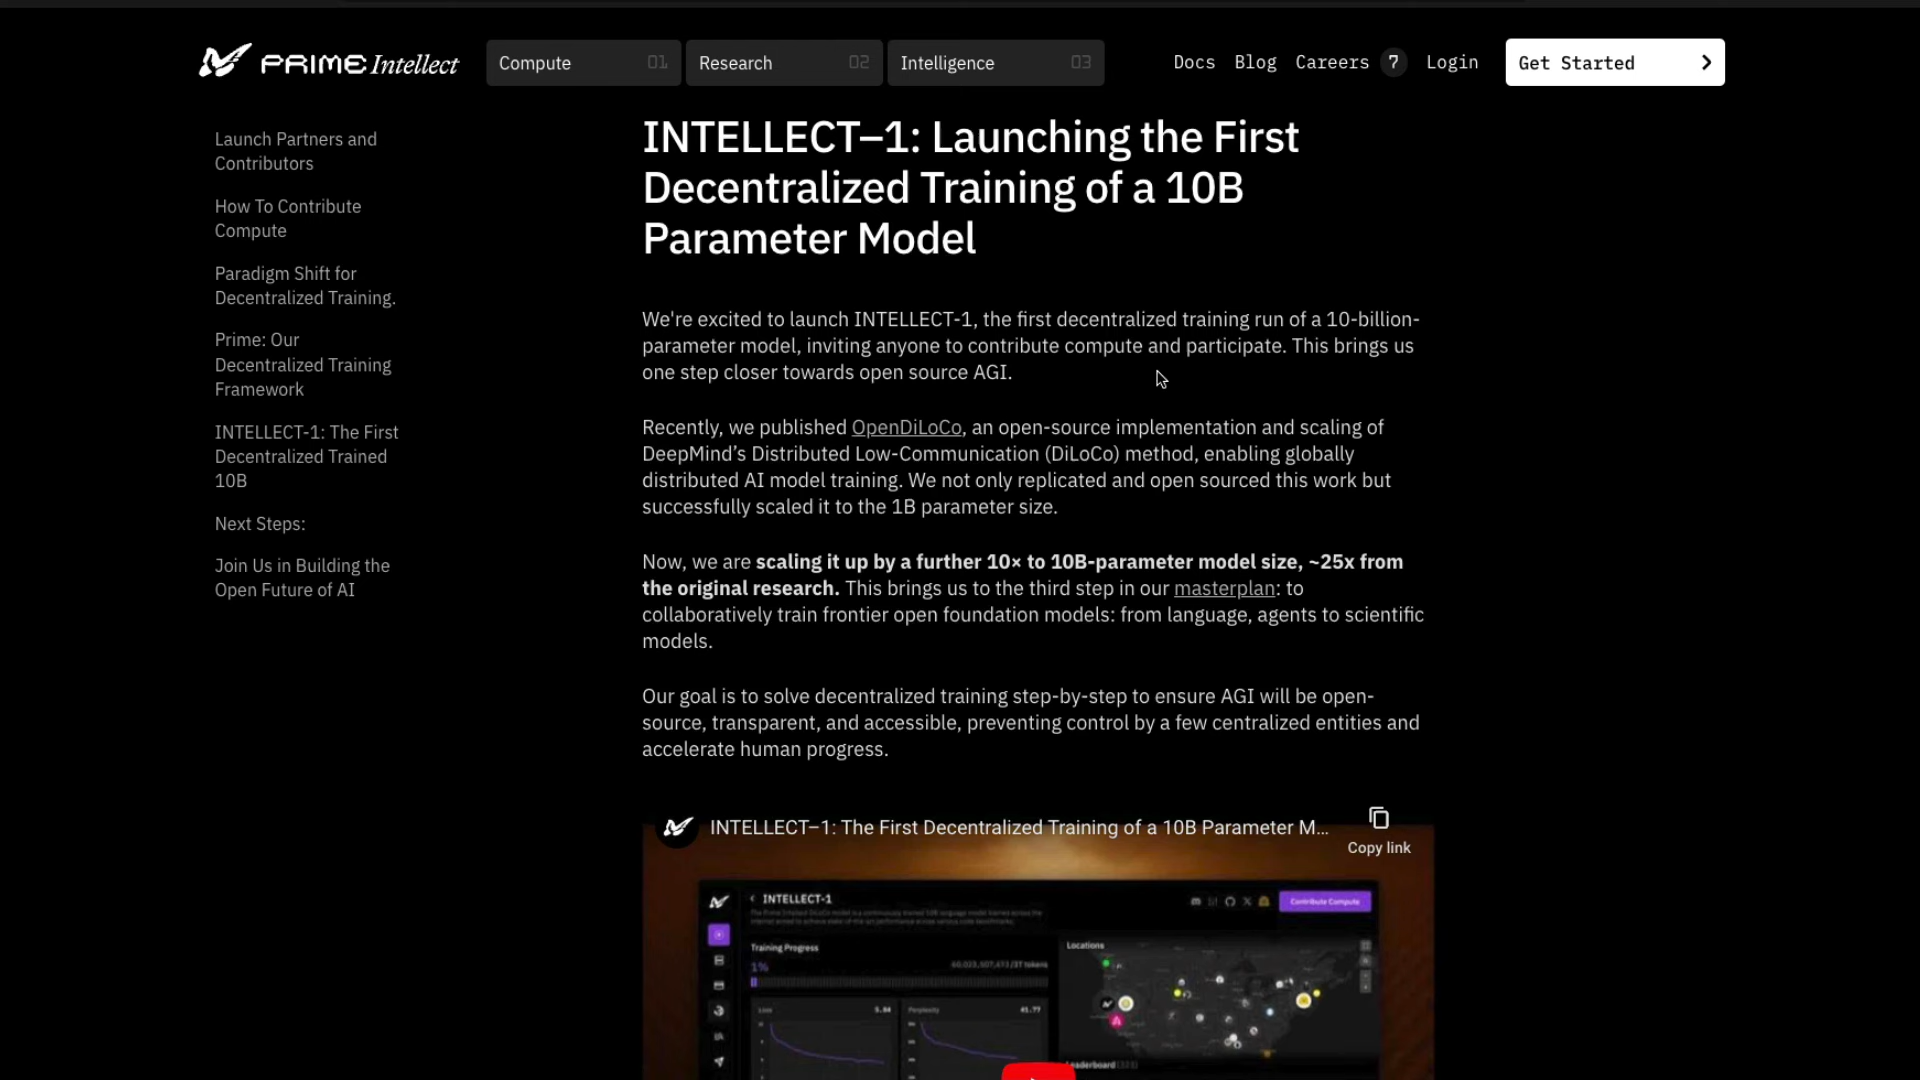 PRIME Intellect
Compute 01
Research 02
Intelligence 03
Docs Blog Careers 7 Login
Get Started
Launch Partners and
Contributors
How To Contribute
Compute
Paradigm Shift for
Decentralized Training.
Prime: Our
Decentralized Training
Framework
INTELLECT-1: The First
Decentralized Trained
10B
Next Steps:
Join Us in Building the
Open Future of AI
INTELLECT–1: Launching the First
Decentralized Training of a 10B
Parameter Model
We're excited to launch INTELLECT-1, the first decentralized training run of a 10-billion-
parameter model, inviting anyone to contribute compute and participate. This brings us
one step closer towards open source AGI.
Recently, we published OpenDiLoCo, an open-source implementation and scaling of
DeepMind’s Distributed Low-Communication (DiLoCo) method, enabling globally
distributed AI model training. We not only replicated and open sourced this work but
successfully scaled it to the 1B parameter size.
Now, we are scaling it up by a further 10× to 10B-parameter model size, ~25x from
the original research. This brings us to the third step in our masterplan: to
collaboratively train frontier open foundation models: from language, agents to scientific
models.
Our goal is to solve decentralized training step-by-step to ensure AGI will be open-
source, transparent, and accessible, preventing control by a few centralized entities and
accelerate human progress.
INTELLECT–1: The First Decentralized Training of a 10B Parameter M...
Copy link
INTELLECT-1
Contribute Compute
Training Progress
1%
Locations
Loss 5.84
Perplexity 41.77
Leaderboard